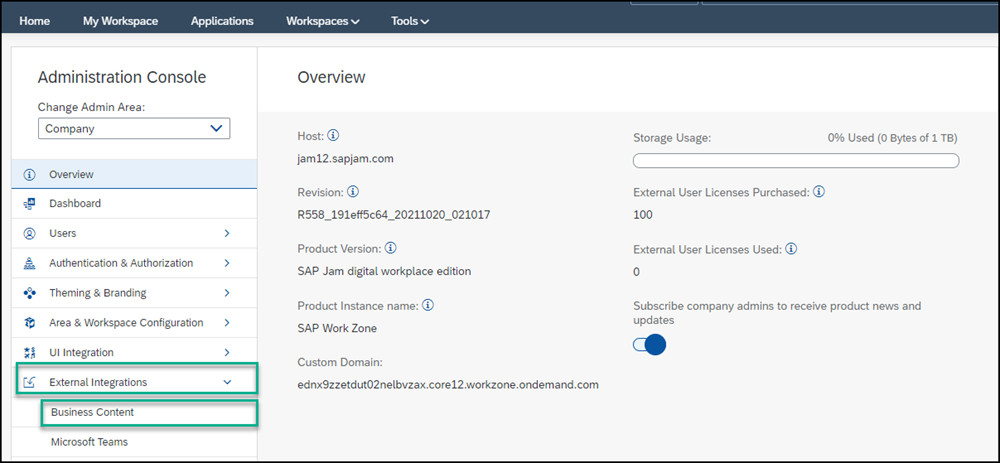 Home My Workspace Applications Workspaces Tools
Administration Console
Change Admin Area:
Company
Overview
Dashboard
Users
Authentication & Authorization
Theming & Branding
Area & Workspace Configuration
UI Integration
External Integrations
Business Content
Microsoft Teams
Overview
Host:
jam12.sapjam.com
Revision:
R558_191eff5c64_20211020_021017
Product Version:
SAP Jam digital workplace edition
Product Instance name:
SAP Work Zone
Custom Domain:
ednx9zzetdut02nelbvzax.core12.workzone.ondemand.com
Storage Usage: 0% Used (0 Bytes of 1 TB)
External User Licenses Purchased:
100
External User Licenses Used:
0
Subscribe company admins to receive product news and
updates